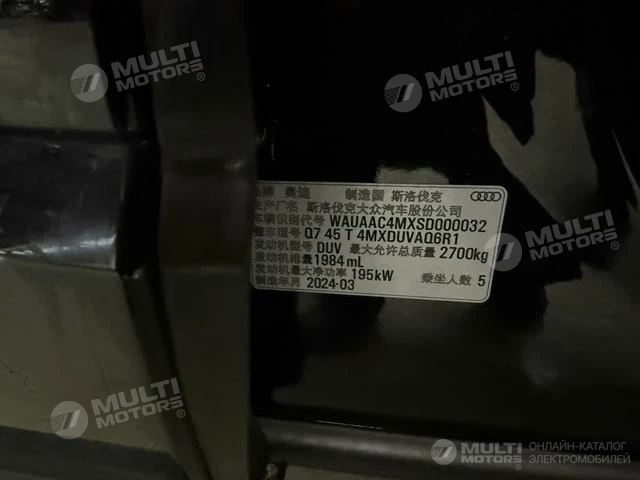 MULTI MOTORS
MULTI MOTORS
品牌 奥迪 制造国 斯洛伐克
生产厂名 斯洛伐克大众汽车股份公司
车辆识别代号 WAUAAC4MXSD000032
整车型号 Q7 45 T 4MXDUVAQ6R1
发动机型号 DUV 最大允许总质量 2700kg
发动机排量 1984 mL
发动机最大净功率 195kW 乘坐人数 5
制造年月 2024-03
MULTI MOTORS
MULTI MOTORS
ОНЛАЙН-КАТАЛОГ
ЭЛЕКТРОМОБИЛЕЙ